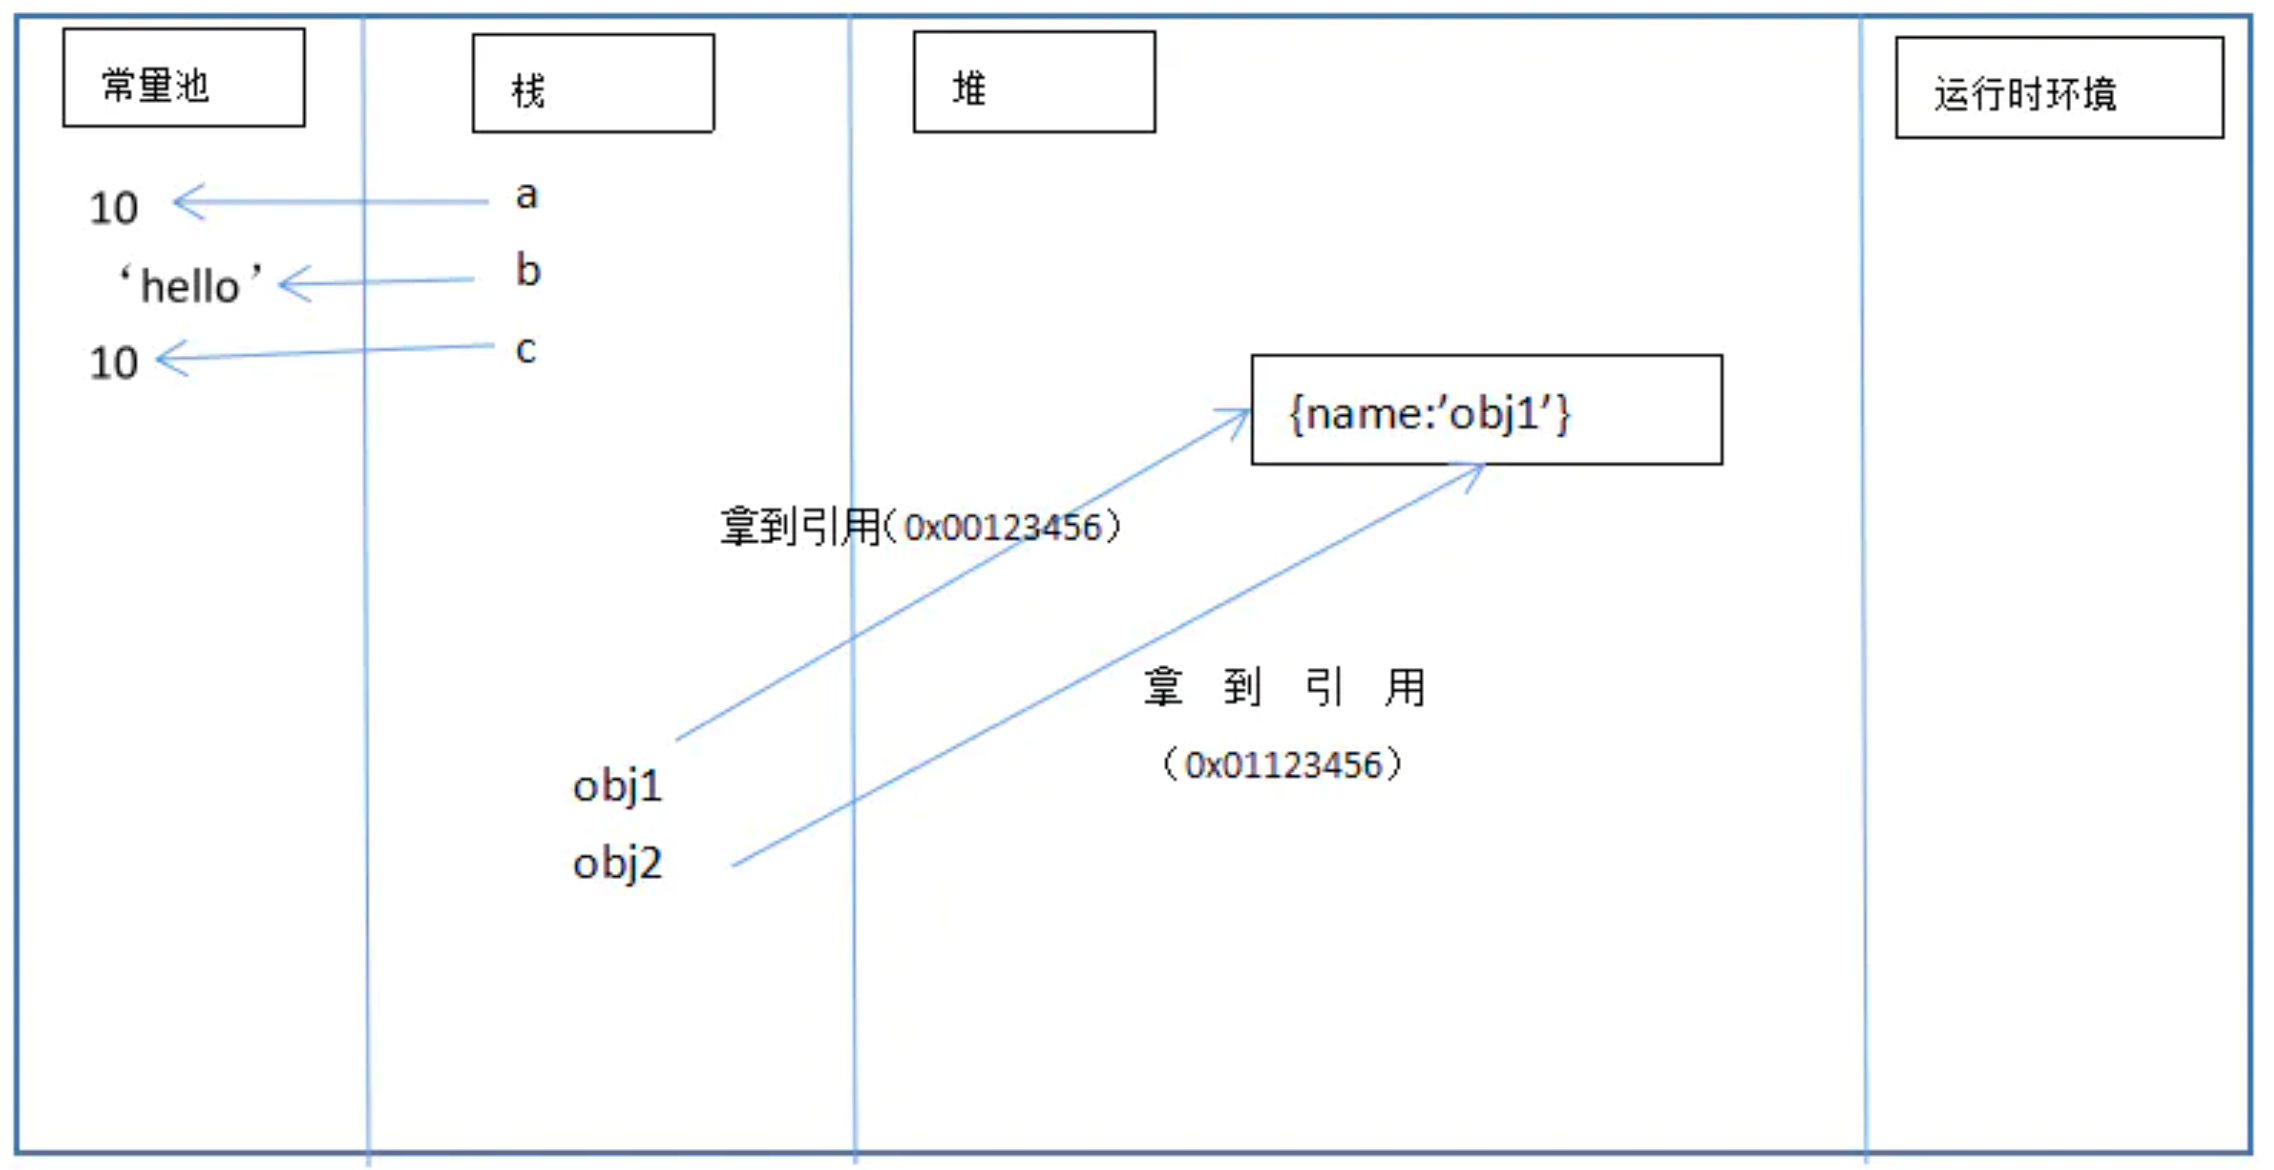 常量池
栈
堆
运行时环境
10
a
‘hello’
b
10
c
{name:’obj1’}
拿到引用（0x00123456）
拿 到 引 用
（0x01123456）
obj1
obj2